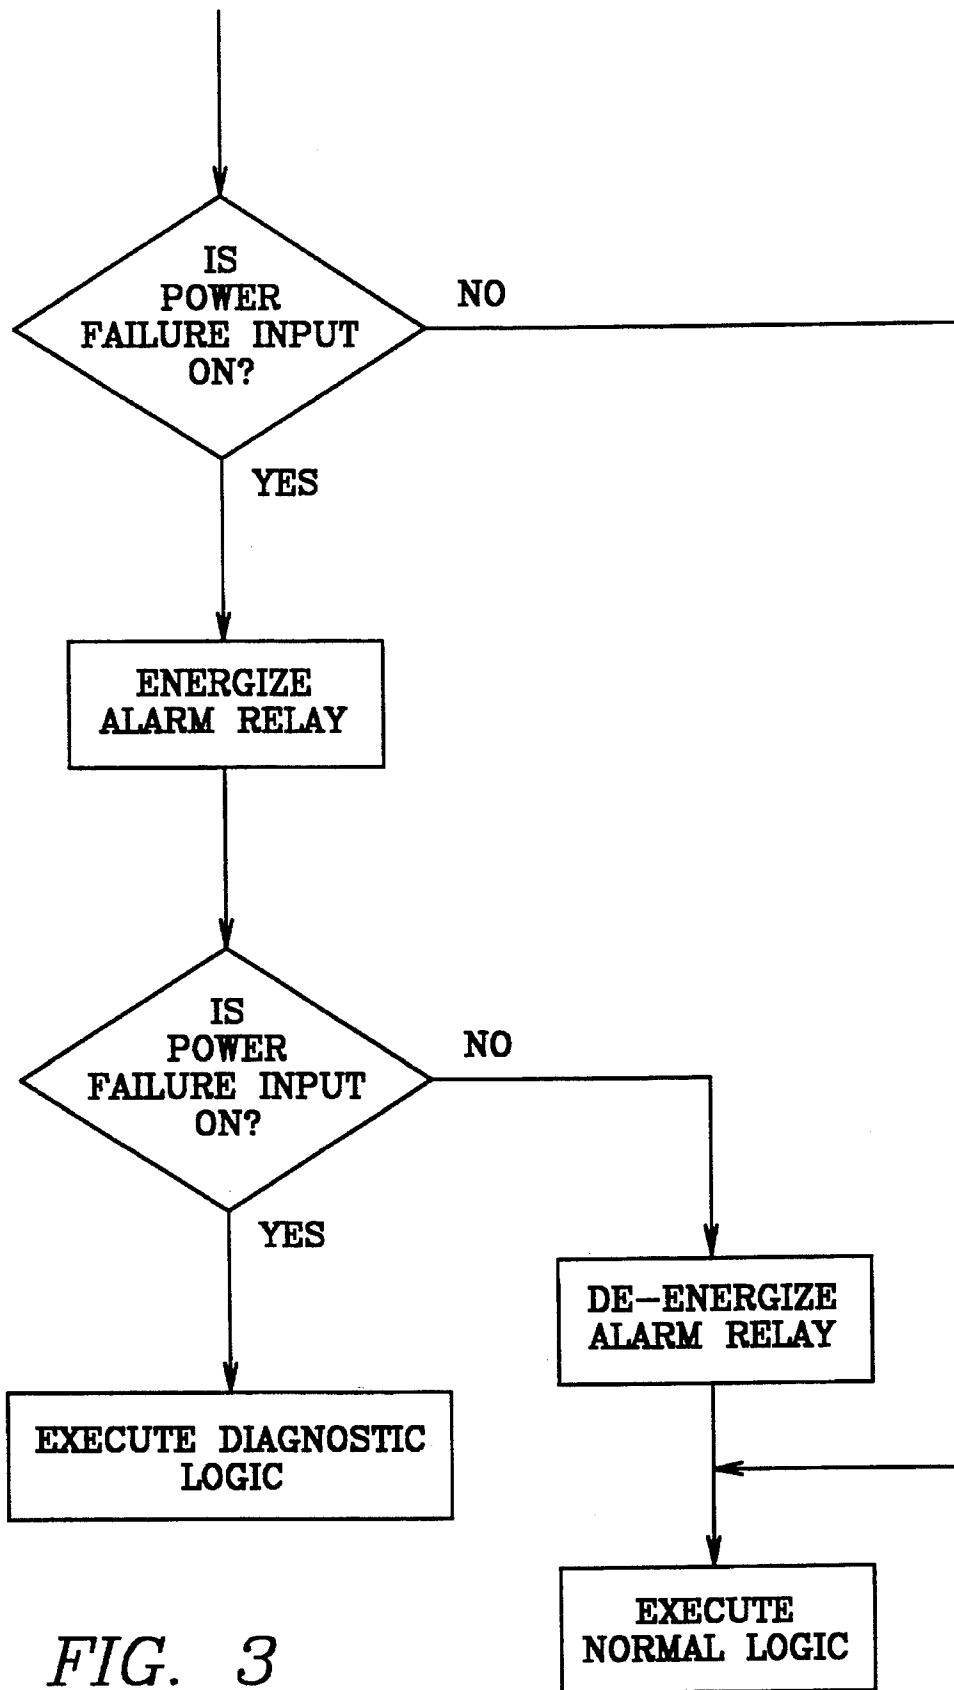 IS
POWER
FAILURE INPUT
ON?
NO
YES
ENERGIZE
ALARM RELAY
IS
POWER
FAILURE INPUT
ON?
NO
YES
DE-ENERGIZE
ALARM RELAY
EXECUTE DIAGNOSTIC
LOGIC
EXECUTE
NORMAL LOGIC
FIG. 3